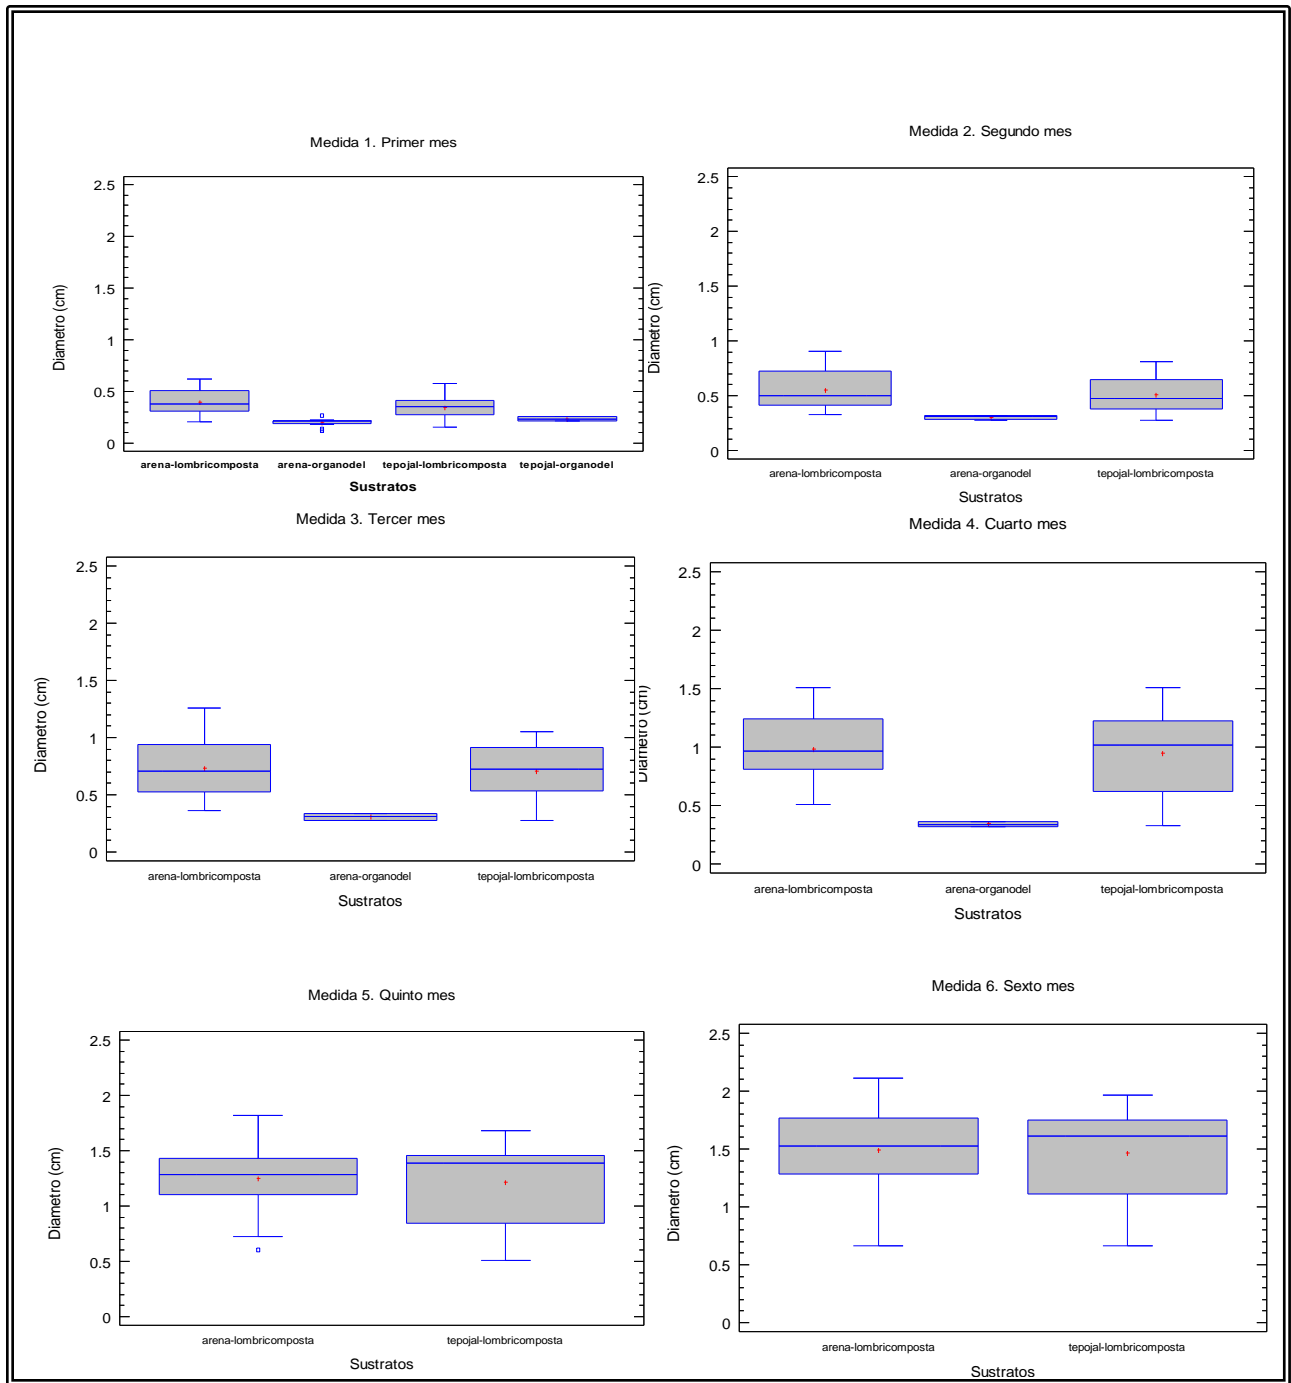 Medida 1. Primer mes
2.5
2
1.5
1
0.5
0
Diametro (cm)
arena-lombricomposta arena-organodel tepojal-lombricomposta tepojal-organodel
Sustratos
Medida 2. Segundo mes
2.5
2
1.5
1
0.5
0
Diametro (cm)
arena-lombricomposta arena-organodel tepojal-lombricomposta
Sustratos
Medida 3. Tercer mes
2.5
2
1.5
1
0.5
0
Diametro (cm)
arena-lombricomposta arena-organodel tepojal-lombricomposta
Sustratos
Medida 4. Cuarto mes
2.5
2
1.5
1
0.5
0
Diametro (cm)
arena-lombricomposta arena-organodel tepojal-lombricomposta
Sustratos
Medida 5. Quinto mes
2.5
2
1.5
1
0.5
0
Diametro (cm)
arena-lombricomposta tepojal-lombricomposta
Sustratos
Medida 6. Sexto mes
2.5
2
1.5
1
0.5
0
Diametro (cm)
arena-lombricomposta tepojal-lombricomposta
Sustratos